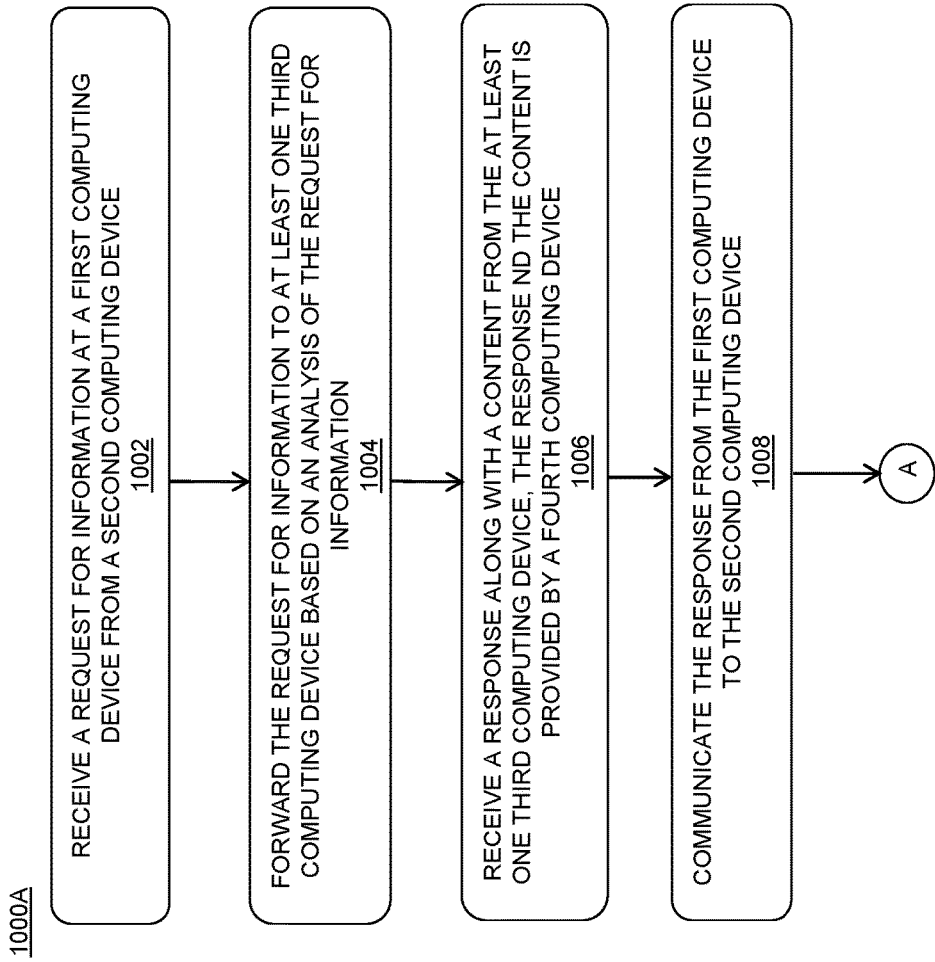 1000A
RECEIVE A REQUEST FOR INFORMATION AT A FIRST COMPUTING
DEVICE FROM A SECOND COMPUTING DEVICE
1002
FORWARD THE REQUEST FOR INFORMATION TO AT LEAST ONE THIRD
COMPUTING DEVICE BASED ON AN ANALYSIS OF THE REQUEST FOR
INFORMATION
1004
RECEIVE A RESPONSE ALONG WITH A CONTENT FROM THE AT LEAST
ONE THIRD COMPUTING DEVICE, THE RESPONSE ND THE CONTENT IS
PROVIDED BY A FOURTH COMPUTING DEVICE
1006
COMMUNICATE THE RESPONSE FROM THE FIRST COMPUTING DEVICE
TO THE SECOND COMPUTING DEVICE
1008
A